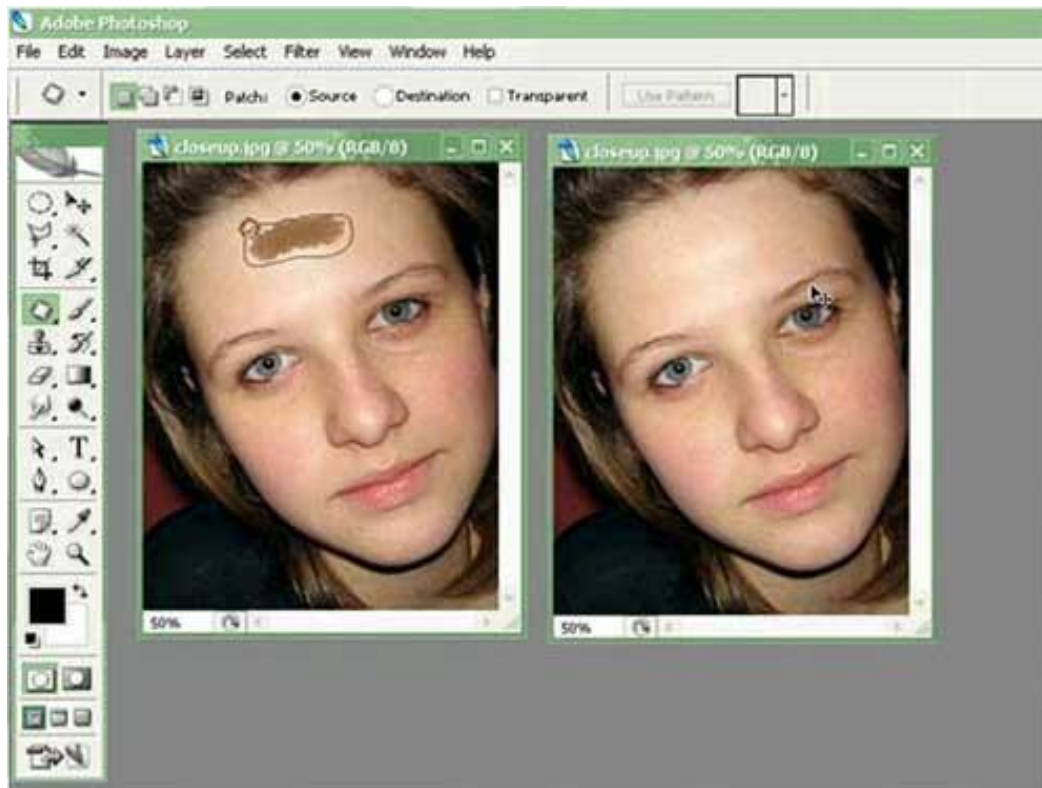 Adobe Photoshop
File Edit Image Layer Select Filter View Window Help
Patch: Source Destination Transparent Use Pattern
closeup.jpg @ 50% (RGB/8)
closeup.jpg @ 50% (RGB/8)
T
50%
50%